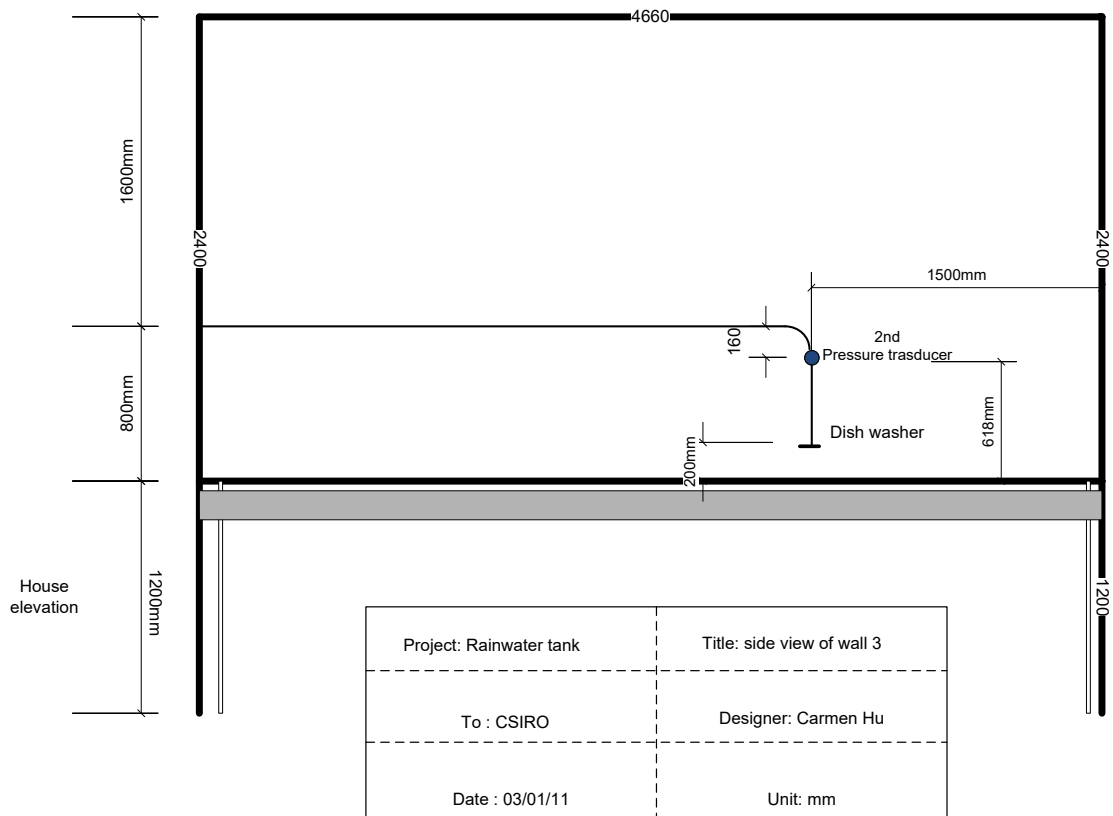 4660
1600mm
2400
2400
1500mm
160
2nd
Pressure trasducer
800mm
618mm
Dish washer
200mm
House
elevation
1200mm
1200
Project: Rainwater tank
Title: side view of wall 3
To : CSIRO
Designer: Carmen Hu
Date : 03/01/11
Unit: mm